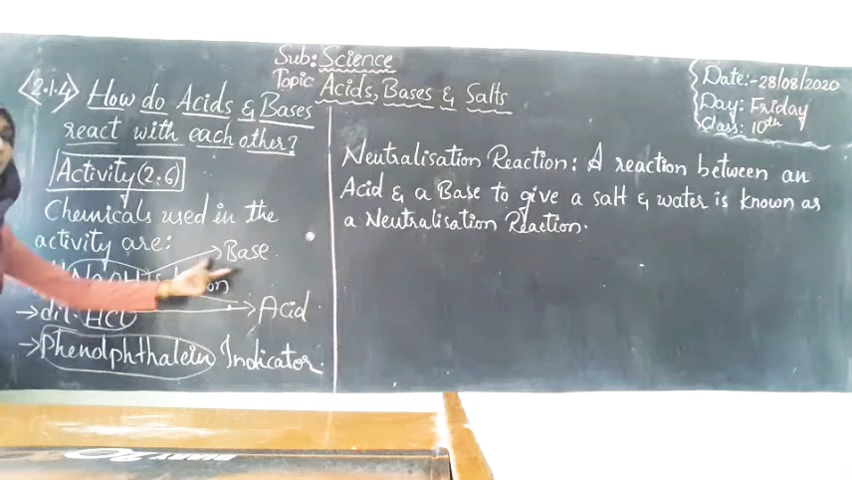 Sub: Science
Topic Acids, Bases & Salts
Date:-28/08/2020
Day: Friday
Class: 10th
<2.1.4> How do Acids & Bases
react with each other?
Activity (2.6)
Chemicals used in the
activity are:
Base
→ dil. HCl → Acid
→ Phenolphthalein Indicator
Neutralisation Reaction: A reaction between an
Acid & a Base to give a salt & water is known as
a Neutralisation Reaction.